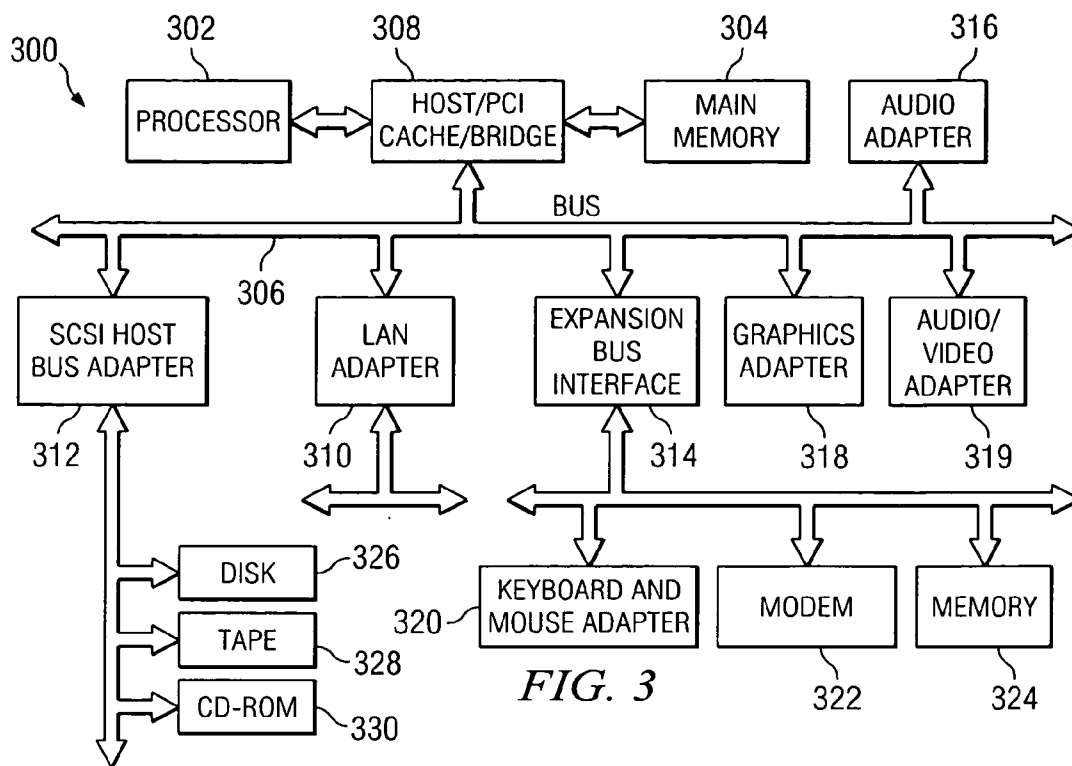 300
302
308
304
316
PROCESSOR
HOST/PCI
CACHE/BRIDGE
MAIN
MEMORY
AUDIO
ADAPTER
BUS
306
SCSI HOST
BUS ADAPTER
LAN
ADAPTER
EXPANSION
BUS
INTERFACE
GRAPHICS
ADAPTER
AUDIO/
VIDEO
ADAPTER
312
310
314
318
319
DISK
326
TAPE
328
CD-ROM
330
320
KEYBOARD AND
MOUSE ADAPTER
MODEM
MEMORY
322
324
FIG. 3